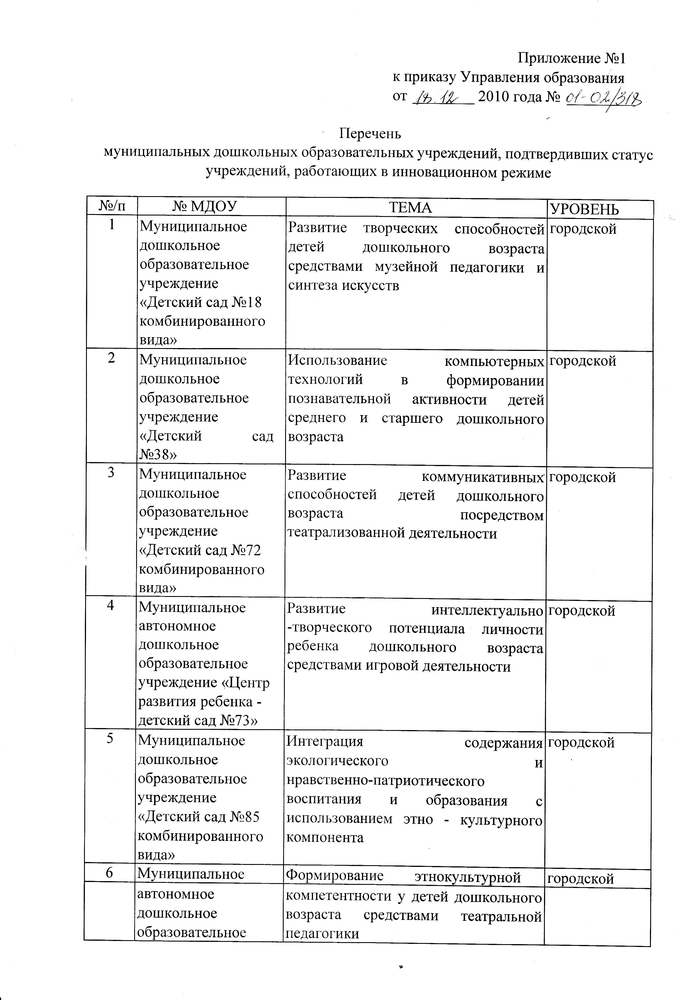 Приложение №1
к приказу Управления образования
от 18.12 2010 года № 01-02/318
Перечень
муниципальных дошкольных образовательных учреждений, подтвердивших статус
учреждений, работающих в инновационном режиме
№/п № МДОУ ТЕМА УРОВЕНЬ
1
Муниципальное
дошкольное
образовательное
учреждение
«Детский сад №18
комбинированного
вида»
Развитие творческих способностей
детей дошкольного возраста
средствами музейной педагогики и
синтеза искусств
городской
2
Муниципальное
дошкольное
образовательное
учреждение
«Детский сад
№38»
Использование компьютерных
технологий в формировании
познавательной активности детей
среднего и старшего дошкольного
возраста
городской
3
Муниципальное
дошкольное
образовательное
учреждение
«Детский сад №72
комбинированного
вида»
Развитие коммуникативных
способностей детей дошкольного
возраста посредством
театрализованной деятельности
городской
4
Муниципальное
автономное
дошкольное
образовательное
учреждение «Центр
развития ребенка -
детский сад №73»
Развитие интеллектуально
-творческого потенциала личности
ребенка дошкольного возраста
средствами игровой деятельности
городской
5
Муниципальное
дошкольное
образовательное
учреждение
«Детский сад №85
комбинированного
вида»
Интеграция содержания
экологического и
нравственно-патриотического
воспитания и образования с
использованием этно - культурного
компонента
городской
6
Муниципальное
автономное
дошкольное
образовательное
Формирование этнокультурной
компетентности у детей дошкольного
возраста средствами театральной
педагогики
городской